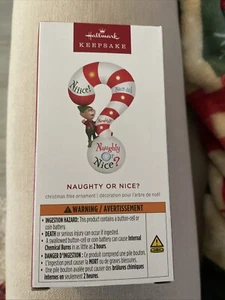 Hallmark
KEEPSAKE
Nice!
Naughty
or
Nice?
NAUGHTY OR NICE?
christmas tree ornament / décoration pour l'arbre de noël
WARNING / AVERTISSEMENT
• INGESTION HAZARD: This product contains a button cell or
coin battery.
• DEATH or serious injury can occur if ingested.
• A swallowed button cell or coin battery can cause Internal
Chemical Burns in as little as 2 hours.
• DANGER D'INGESTION : Ce produit comprend une pile bouton.
• L'ingestion peut causer la MORT ou de graves blessures.
• Une pile bouton avalée peut causer des brûlures chimiques
internes en seulement 2 heures.